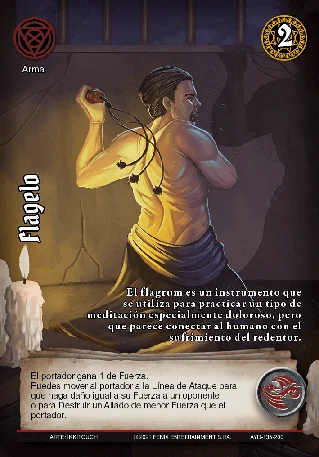 2
Arma
Flagelo
El flagrum es un instrumento que
se utiliza para practicar un tipo de
meditación especialmente doloroso, pero
que parece conectar al humano con el
sufrimiento del redentor.
El portador gana 1 de Fuerza.
Puedes mover al portador a la Línea de Ataque para
que haga daño igual a su Fuerza a un oponente
o para Destruir un Aliado de menor Fuerza que el
portador.
©2021 FENIX ENTERTAINMENT S.P.A.